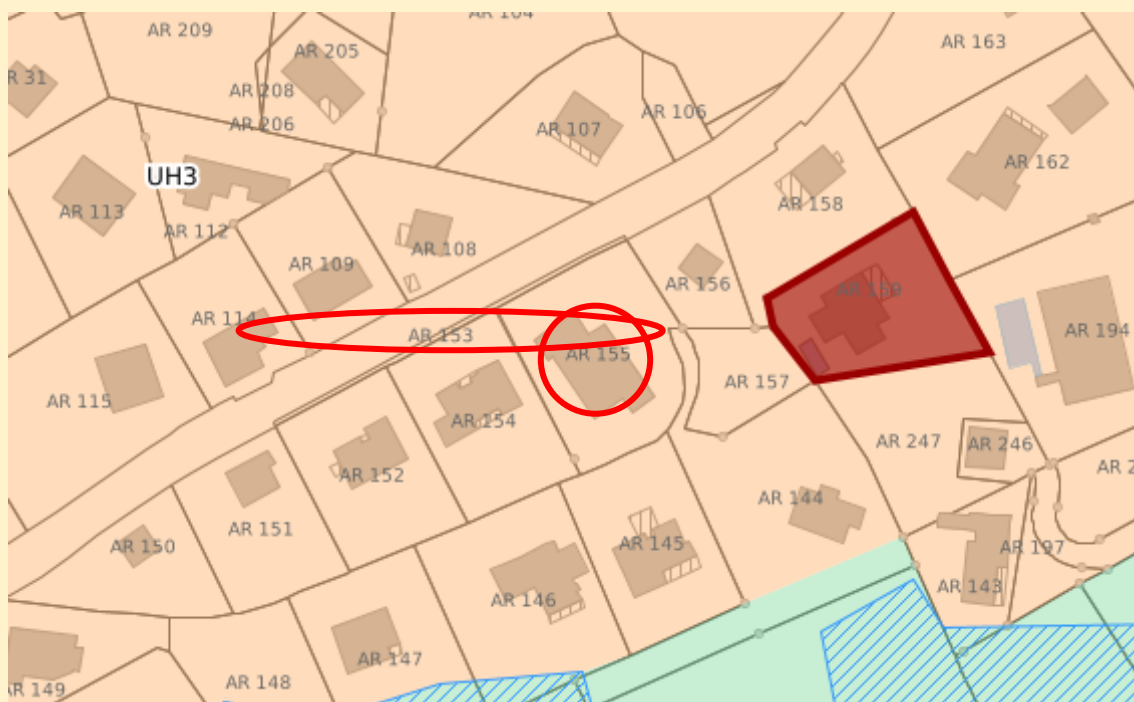 AR 209
AR 205
AR 163
AR 208
AR 106
AR 206
AR 107
AR 162
UH3
AR 113
AR 158
AR 112
AR 108
AR 109
AR 156
AR 159
AR 114
AR 153
AR 194
AR 155
AR 157
AR 115
AR 154
AR 247
AR 246
AR 152
AR 144
AR 151
AR 150
AR 145
AR 197
AR 143
AR 146
AR 147
AR 148
AR 149